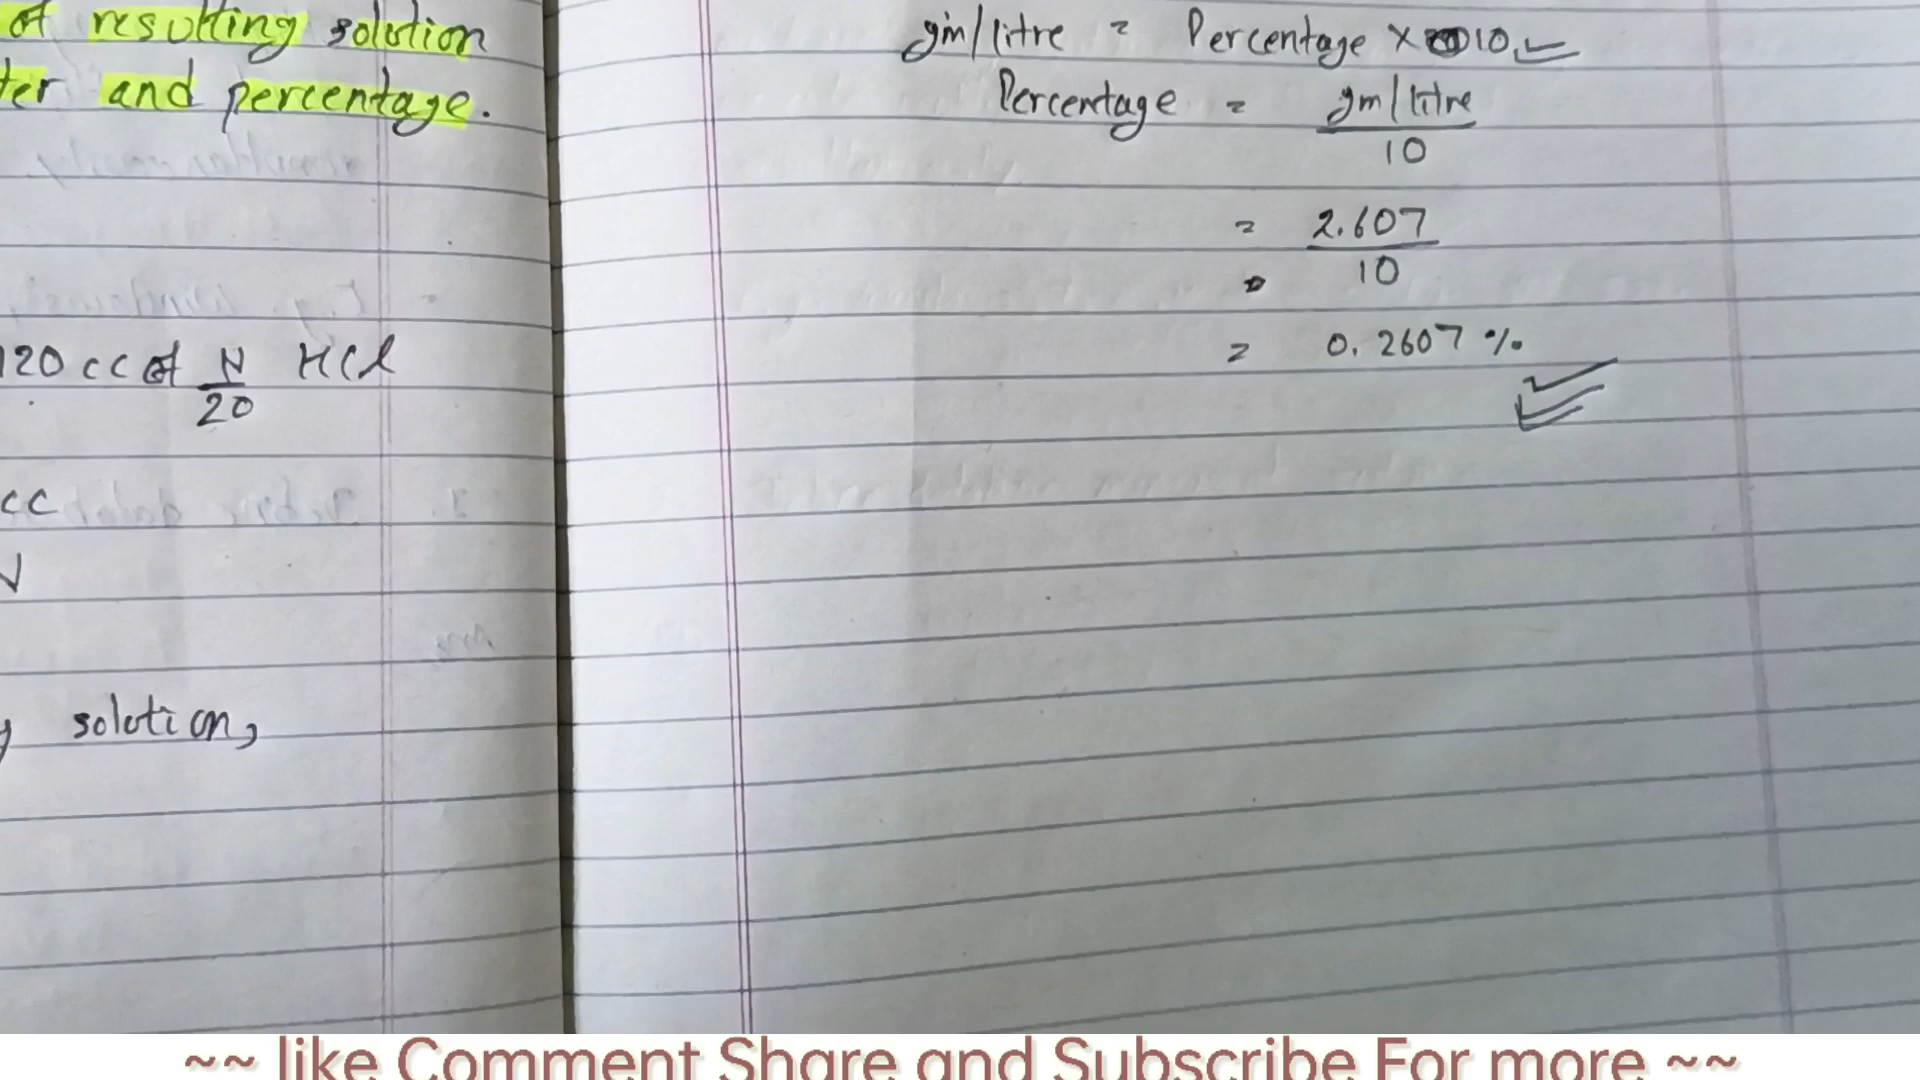 of resulting solution
ter and percentage.
120 cc of N/20 HCl
cc
N
solution,
gm/litre = Percentage × 10
Percentage = gm/litre
10
= 2.607
10
= 0.2607 %
~~ like Comment Share and Subscribe For more ~~